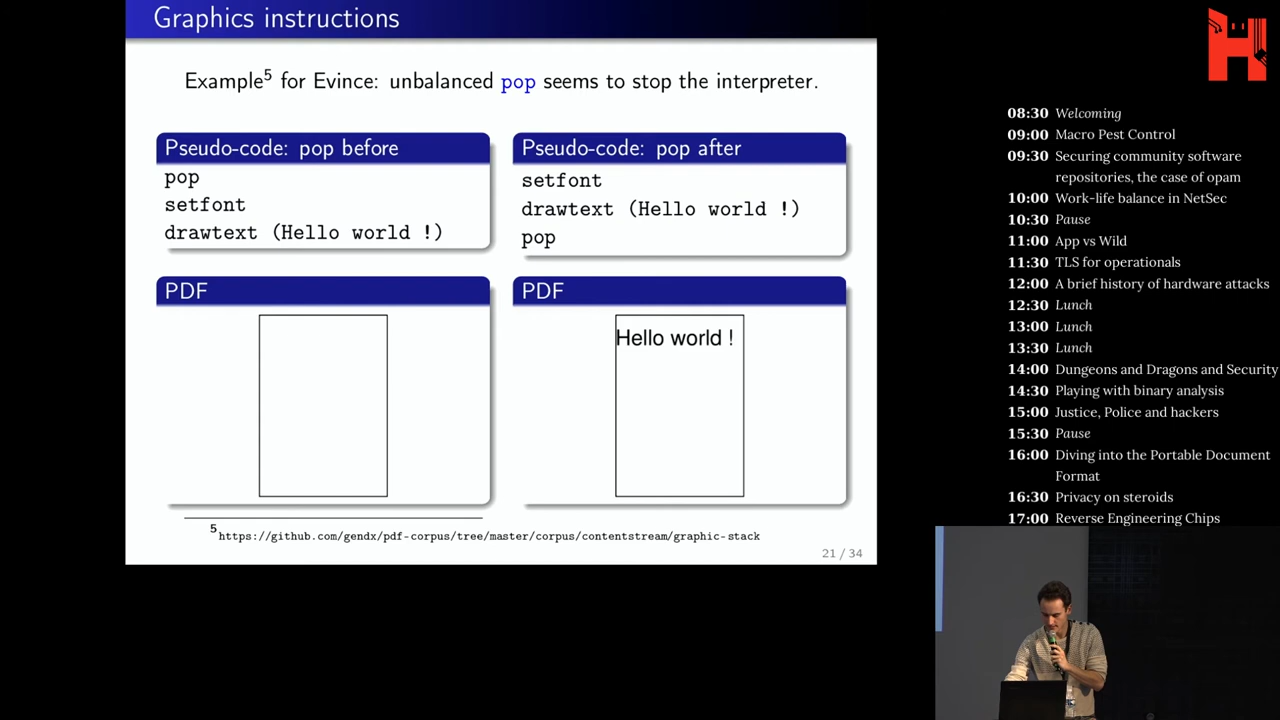 Graphics instructions
Example5 for Evince: unbalanced pop seems to stop the interpreter.
Pseudo-code: pop before
pop
setfont
drawtext (Hello world !)
Pseudo-code: pop after
setfont
drawtext (Hello world !)
pop
PDF
PDF
Hello world !
5https://github.com/gendx/pdf-corpus/tree/master/corpus/contentstream/graphic-stack
21 / 34
08:30 Welcoming
09:00 Macro Pest Control
09:30 Securing community software
repositories, the case of opam
10:00 Work-life balance in NetSec
10:30 Pause
11:00 App vs Wild
11:30 TLS for operationals
12:00 A brief history of hardware attacks
12:30 Lunch
13:00 Lunch
13:30 Lunch
14:00 Dungeons and Dragons and Security
14:30 Playing with binary analysis
15:00 Justice, Police and hackers
15:30 Pause
16:00 Diving into the Portable Document
Format
16:30 Privacy on steroids
17:00 Reverse Engineering Chips